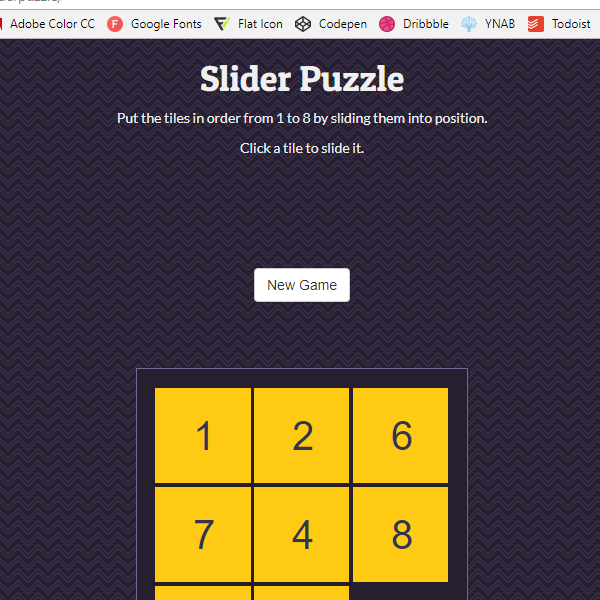 Adobe Color CC Google Fonts Flat Icon Codepen Dribbble YNAB Todoist
Slider Puzzle
Put the tiles in order from 1 to 8 by sliding them into position.
Click a tile to slide it.
New Game
1 2 6
7 4 8